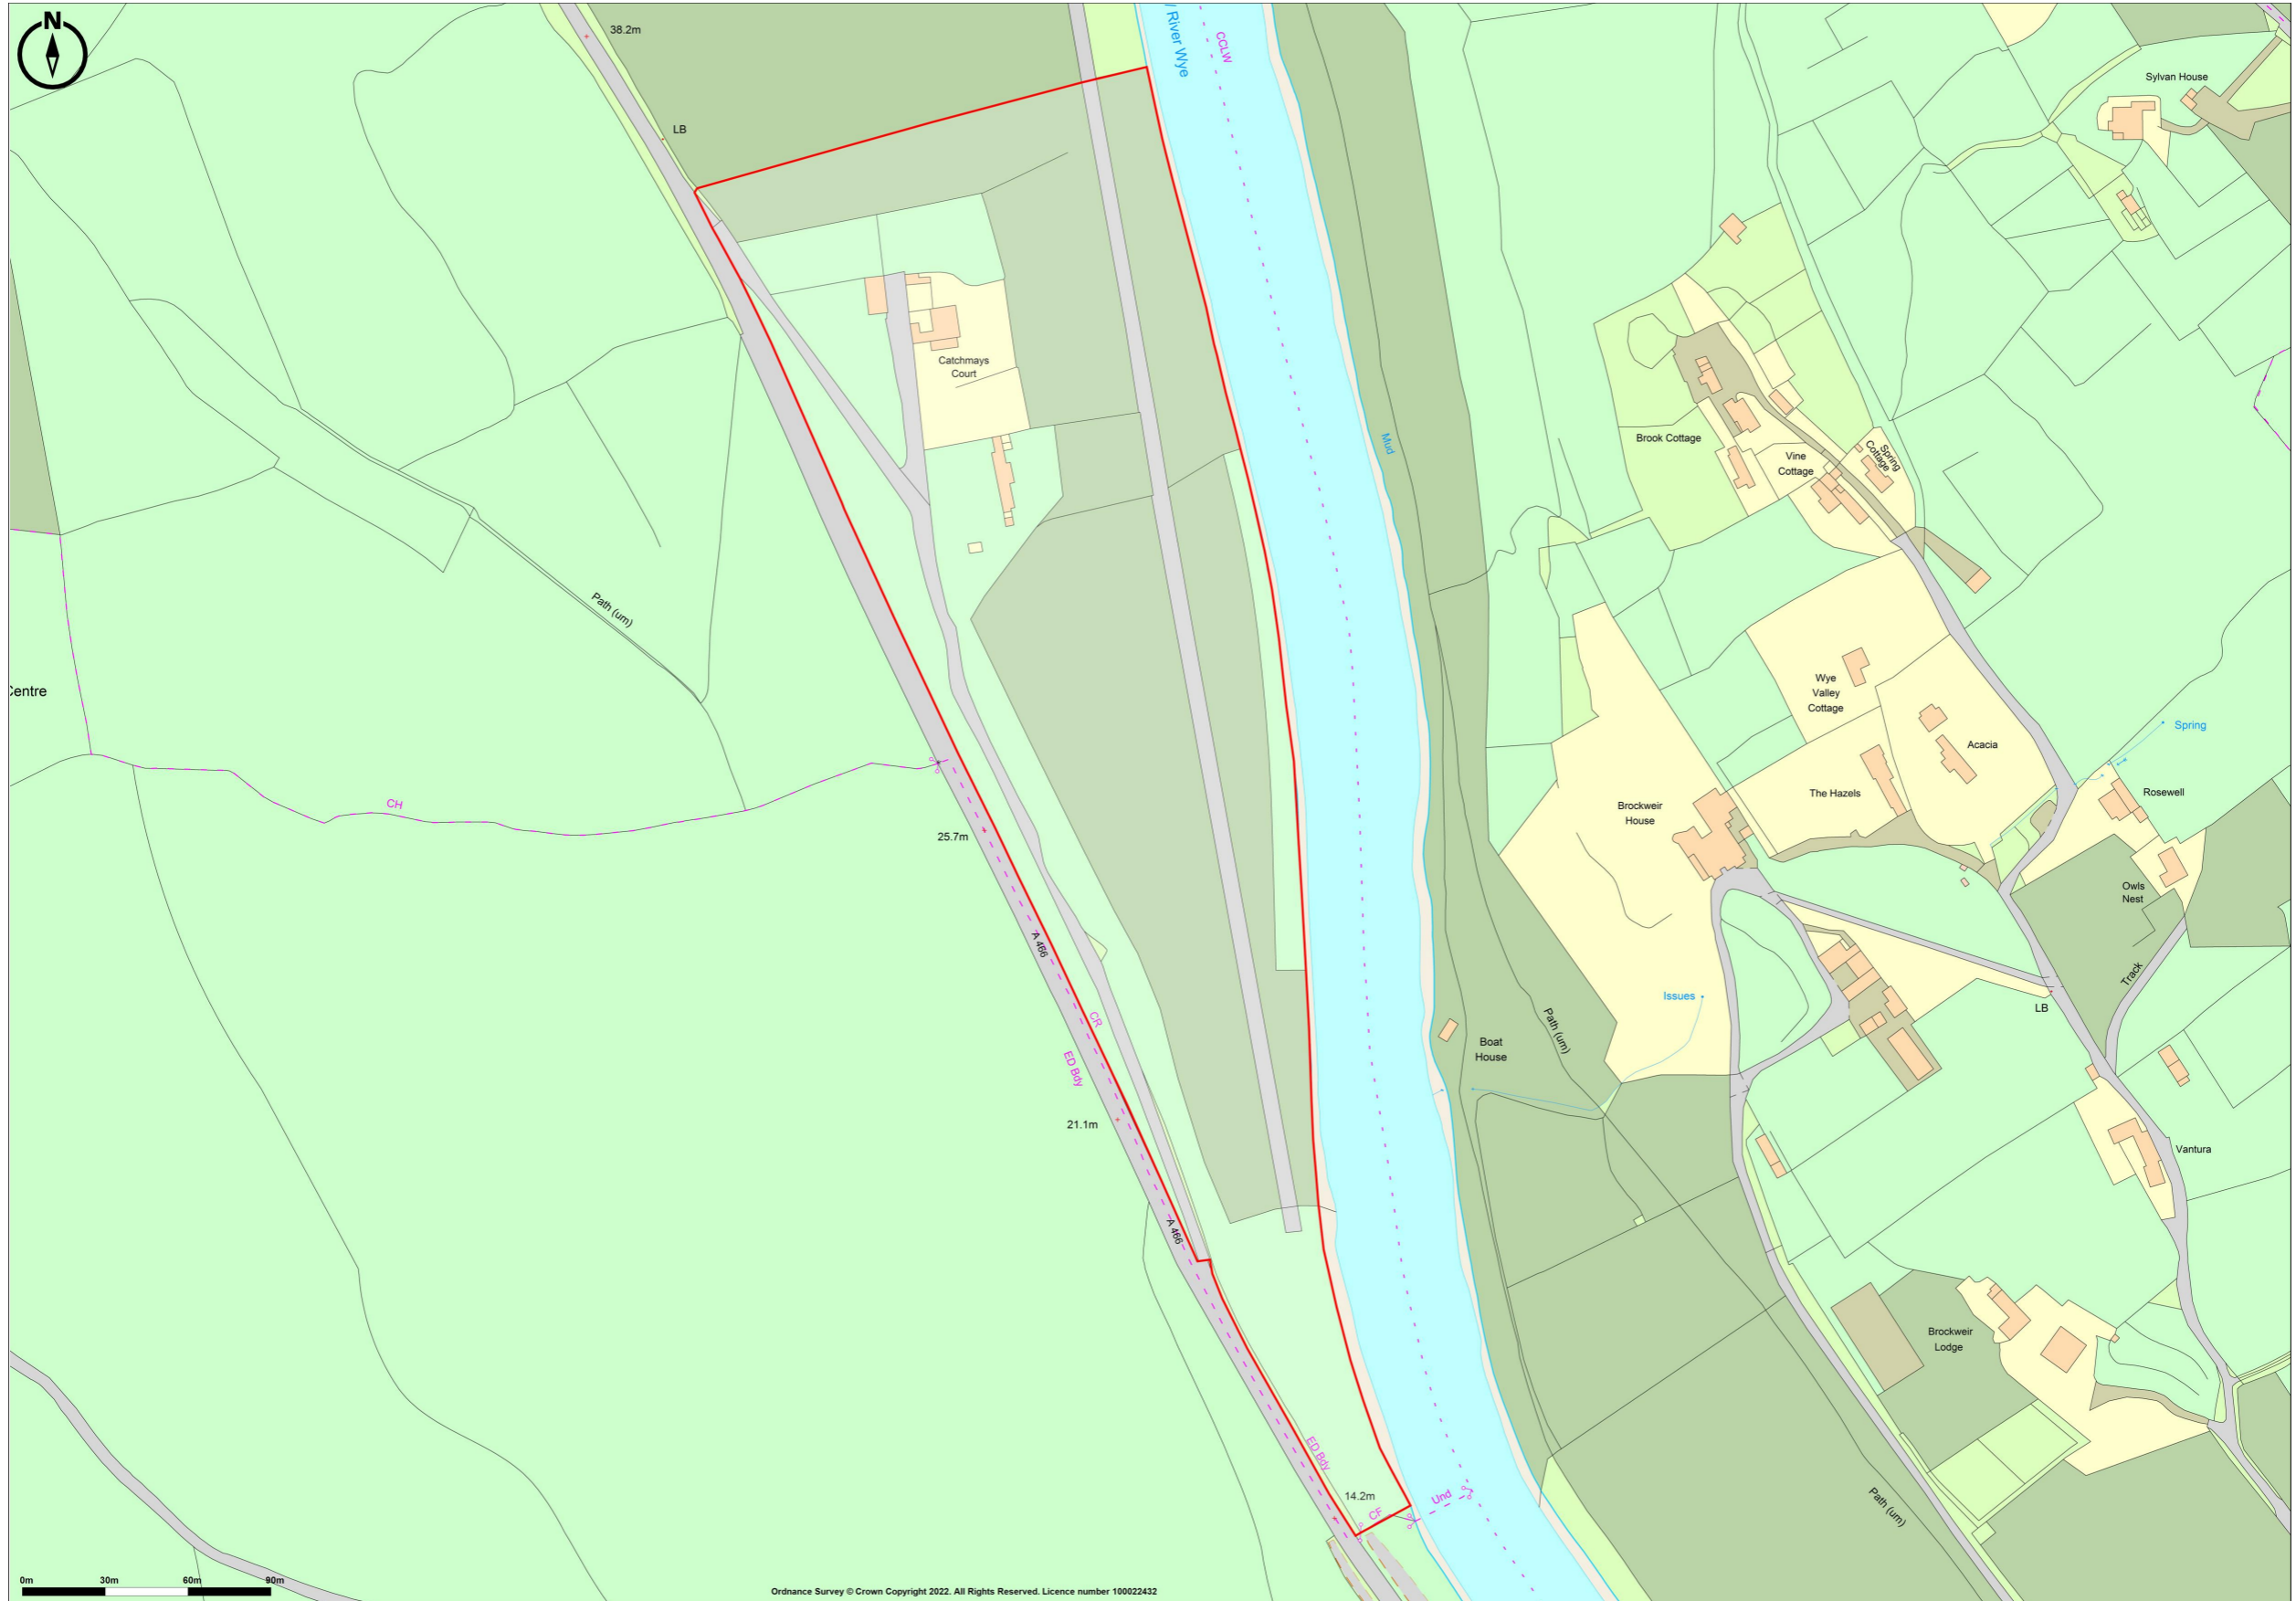 N
38.2m
/ River Wye
CCLW
Sylvan House
LB
Catchmays
Court
Mud
Brook Cottage
Vine
Cottage
Spring
Cottage
Path (um)
Centre
Wye
Valley
Cottage
Spring
Acacia
The Hazels
Rosewell
CH
Brockweir
House
25.7m
Owls
Nest
A 466
Track
Issues
LB
CR
Boat
House
Path (um)
ED Bdy
21.1m
Vantura
A 466
Brockweir
Lodge
ED Bdy
14.2m
Und
CF
Path (um)
0m 30m 60m 90m
Ordnance Survey © Crown Copyright 2022. All Rights Reserved. Licence number 100022432